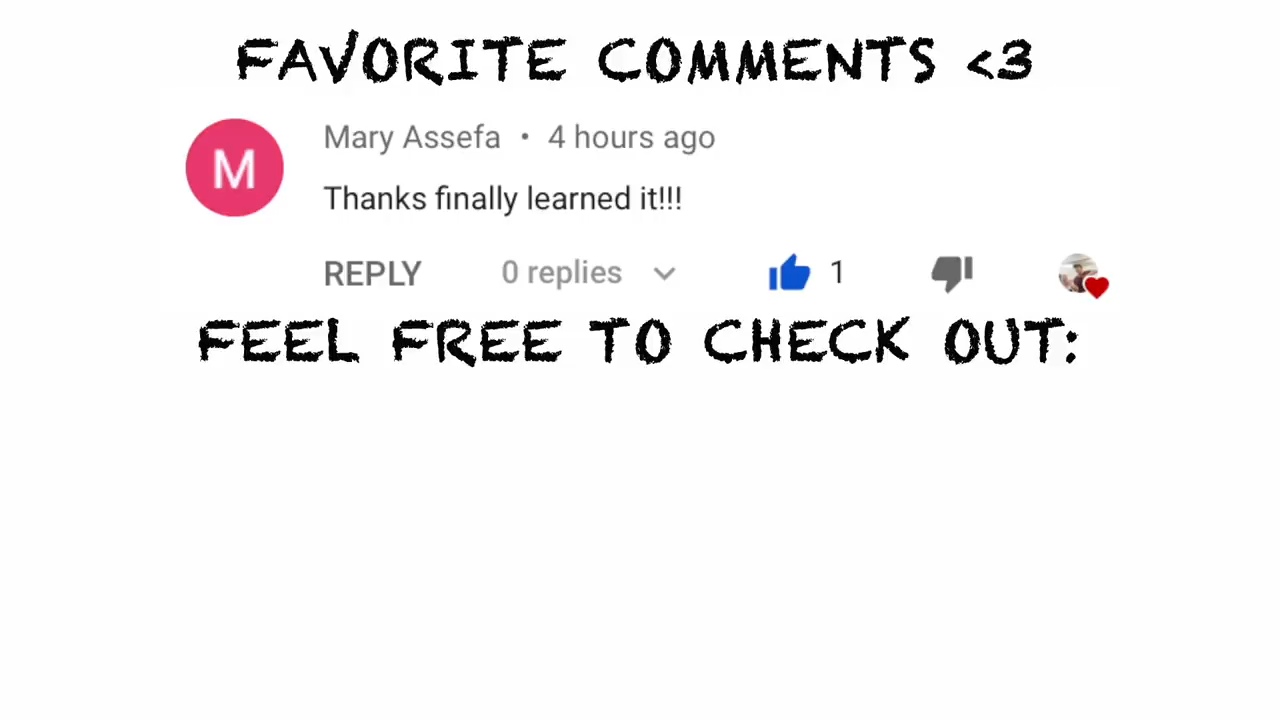 FAVORITE COMMENTS <3
M
Mary Assefa • 4 hours ago
Thanks finally learned it!!!
REPLY 0 replies 1
FEEL FREE TO CHECK OUT: